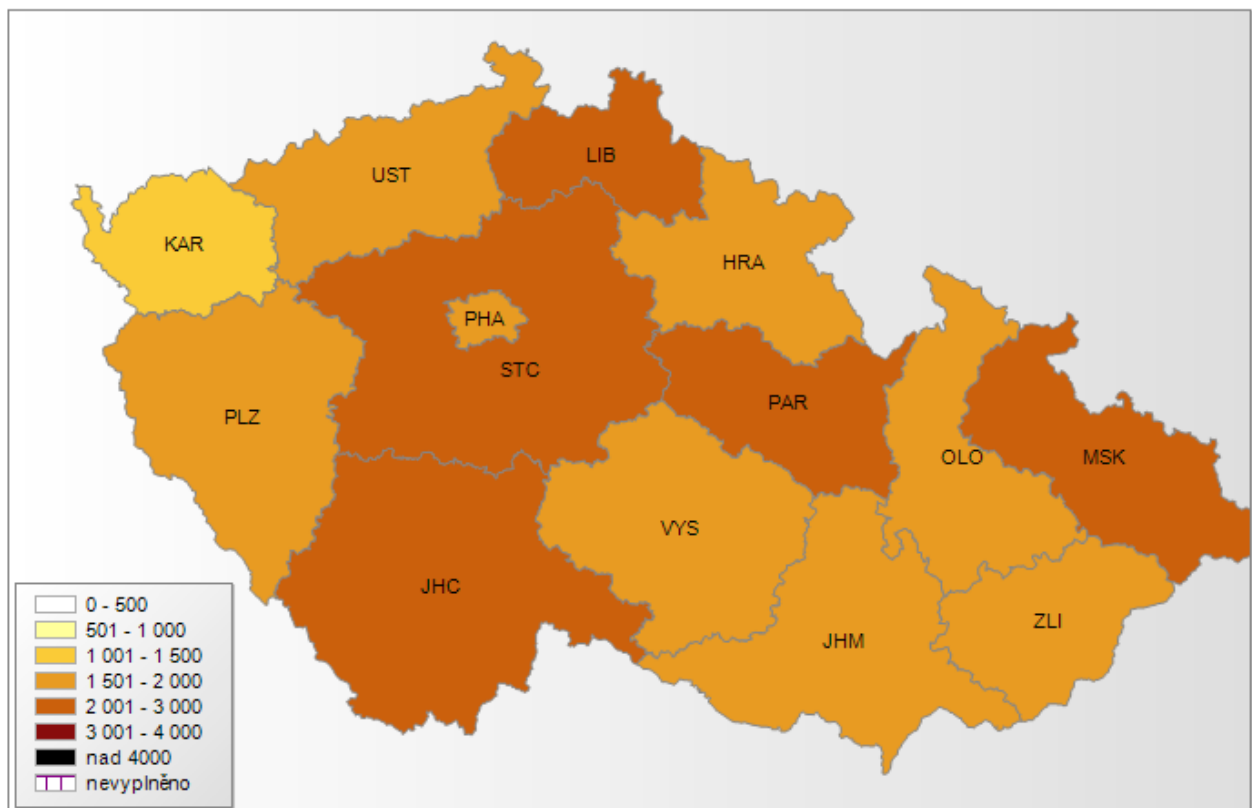 LIB
UST
KAR
HRA
PHA
STC
PAR
PLZ
OLO
MSK
VYS
JHC
ZLI
JHM
0 - 500
501 - 1 000
1 001 - 1 500
1 501 - 2 000
2 001 - 3 000
3 001 - 4 000
nad 4000
nevyplněno